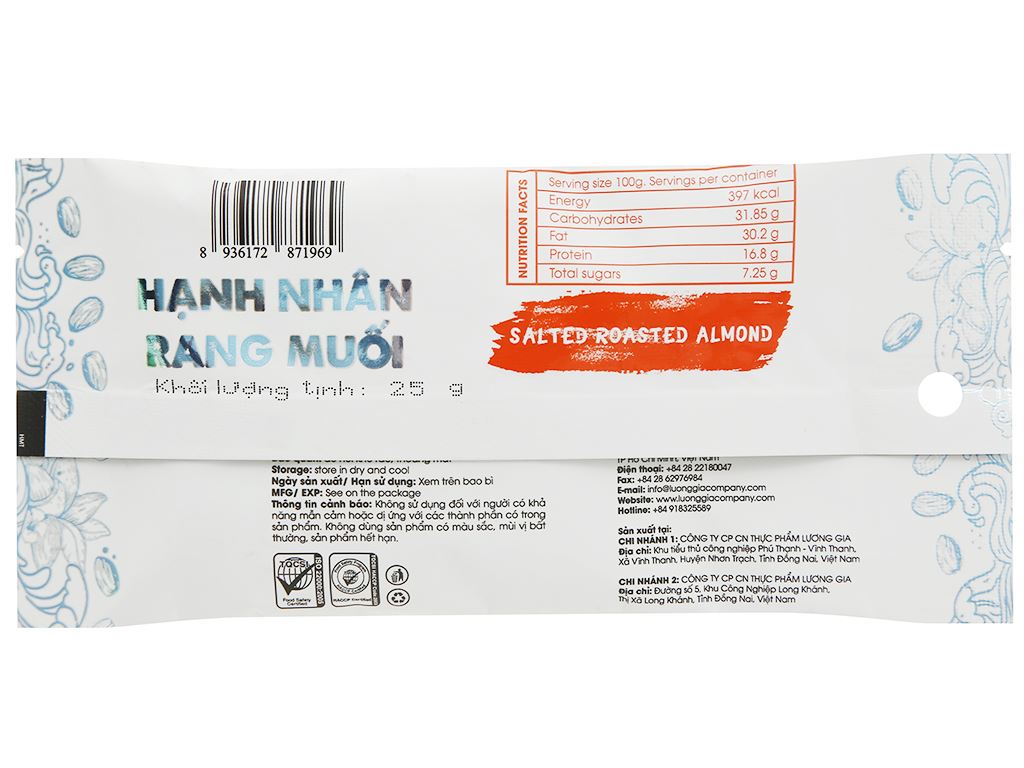 8 936172 871969
HẠNH NHÂN
RANG MUỐI
Khối lượng tịnh: 25 g
NUTRITION FACTS
Serving size 100g. Servings per container
Energy 397 kcal
Carbohydrates 31.85 g
Fat 30.2 g
Protein 16.8 g
Total sugars 7.25 g
SALTED ROASTED ALMOND
HMT
Storage: store in dry and cool
Ngày sản xuất/ Hạn sử dụng: Xem trên bao bì
MFG/ EXP: See on the package
Thông tin cảnh báo: Không sử dụng đối với người có khả
năng mẫn cảm hoặc dị ứng với các thành phần có trong
sản phẩm. Không dùng sản phẩm có màu sắc, mùi vị bất
thường, sản phẩm hết hạn.
TQCSI
Food Safety
Certified
ISO 22000:2005
HACCP Certified
TP Hồ Chí Minh, Việt Nam
Điện thoại: +84 28 22180047
Fax: +84 28 62976984
E-mail: info@luonggiacompany.com
Website: www.luonggiacompany.com
Hotline: +84 918325589
Sản xuất tại:
CHI NHÁNH 1: CÔNG TY CP CN THỰC PHẨM LƯƠNG GIA
Địa chỉ: Khu tiểu thủ công nghiệp Phú Thạnh - Vĩnh Thanh,
Xã Vĩnh Thanh, Huyện Nhơn Trạch, Tỉnh Đồng Nai, Việt Nam
CHI NHÁNH 2: CÔNG TY CP CN THỰC PHẨM LƯƠNG GIA
Địa chỉ: Đường số 5, Khu Công Nghiệp Long Khánh,
Thị Xã Long Khánh, Tỉnh Đồng Nai, Việt Nam